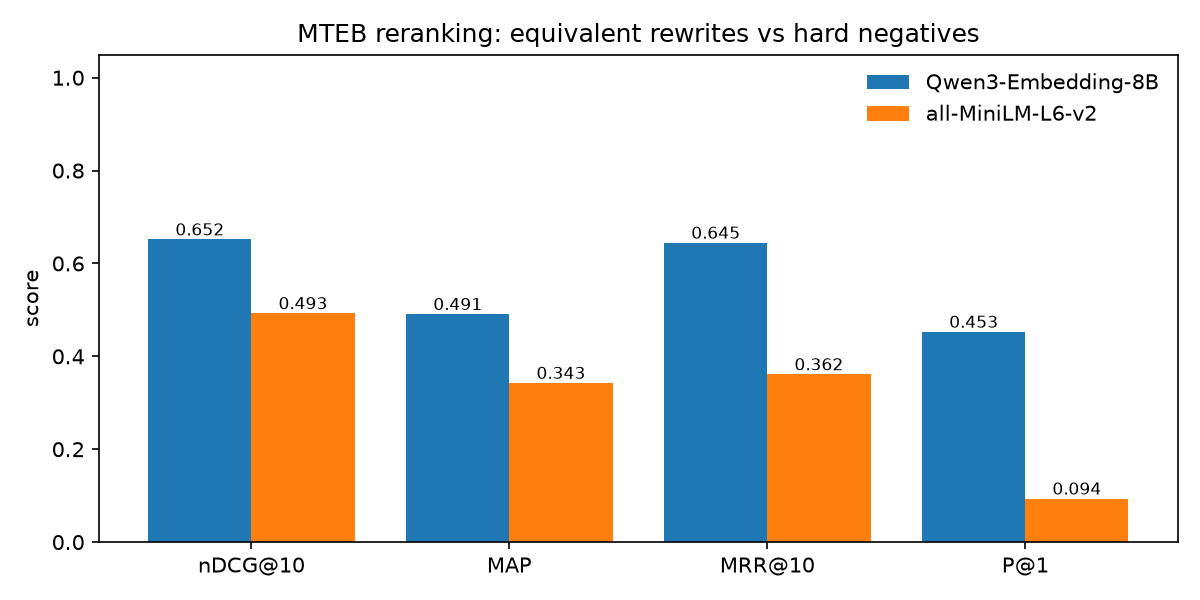 MTEB reranking: equivalent rewrites vs hard negatives
Qwen3-Embedding-8B
all-MiniLM-L6-v2
score
1.0
0.8
0.6
0.4
0.2
0.0
0.652
0.493
0.491
0.343
0.645
0.362
0.453
0.094
nDCG@10
MAP
MRR@10
P@1